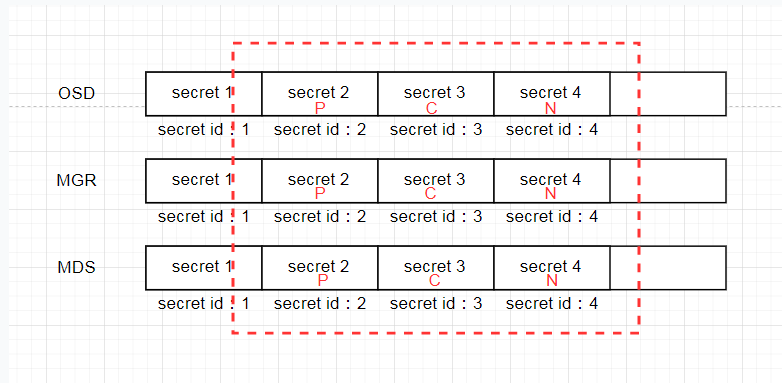 OSD secret 1 secret 2 secret 3 secret 4
P C N
secret id：1 secret id：2 secret id：3 secret id：4
MGR secret 1 secret 2 secret 3 secret 4
P C N
secret id：1 secret id：2 secret id：3 secret id：4
MDS secret 1 secret 2 secret 3 secret 4
P C N
secret id：1 secret id：2 secret id：3 secret id：4